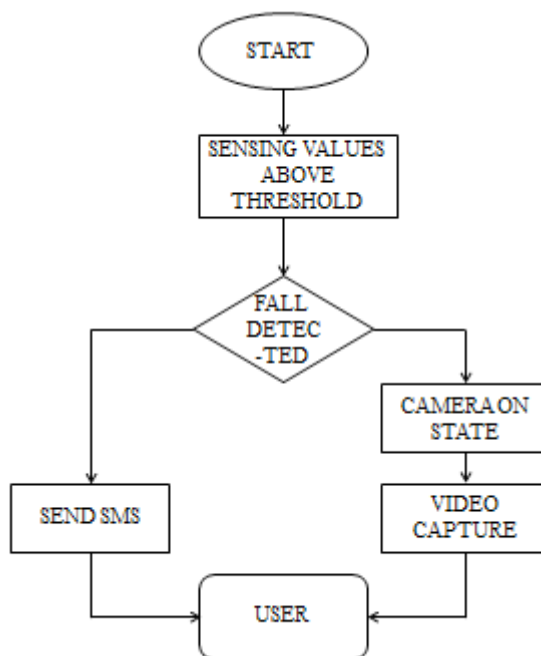 START
SENSING VALUES
ABOVE
THRESHOLD
FALL
DETEC
-TED
CAMERA ON
STATE
SEND SMS
VIDEO
CAPTURE
USER